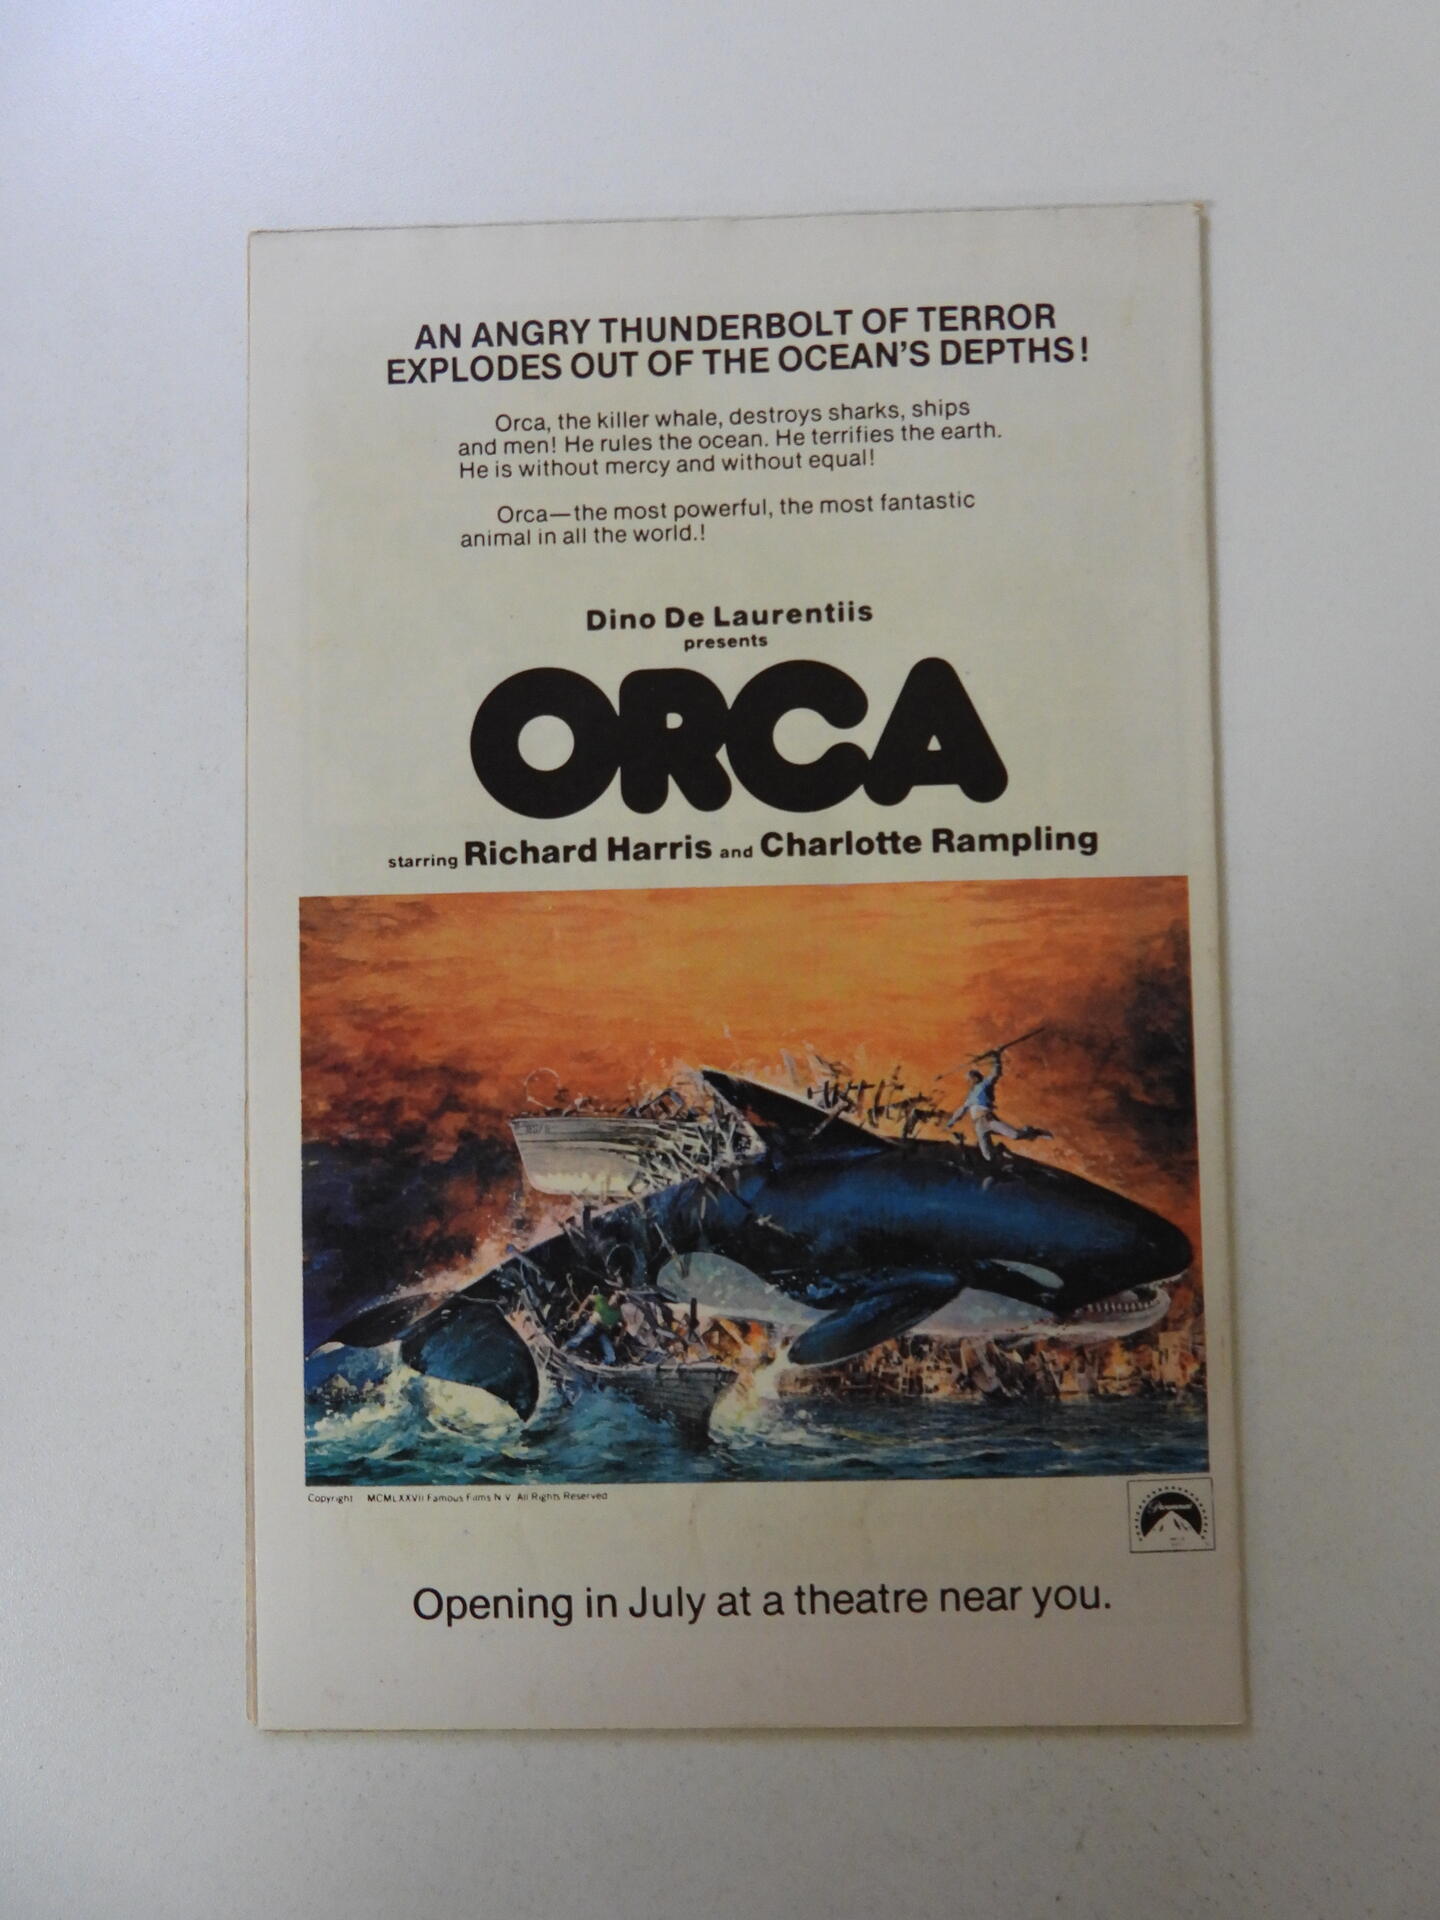 AN ANGRY THUNDERBOLT OF TERROR
EXPLODES OUT OF THE OCEAN'S DEPTHS!
Orca, the killer whale, destroys sharks, ships
and men! He rules the ocean. He terrifies the earth.
He is without mercy and without equal!
Orca—the most powerful, the most fantastic
animal in all the world.!
Dino De Laurentiis
presents
ORCA
starring Richard Harris and Charlotte Rampling
Copyright MCMLXXVII Famous Films N V All Rights Reserved
Paramount
Opening in July at a theatre near you.